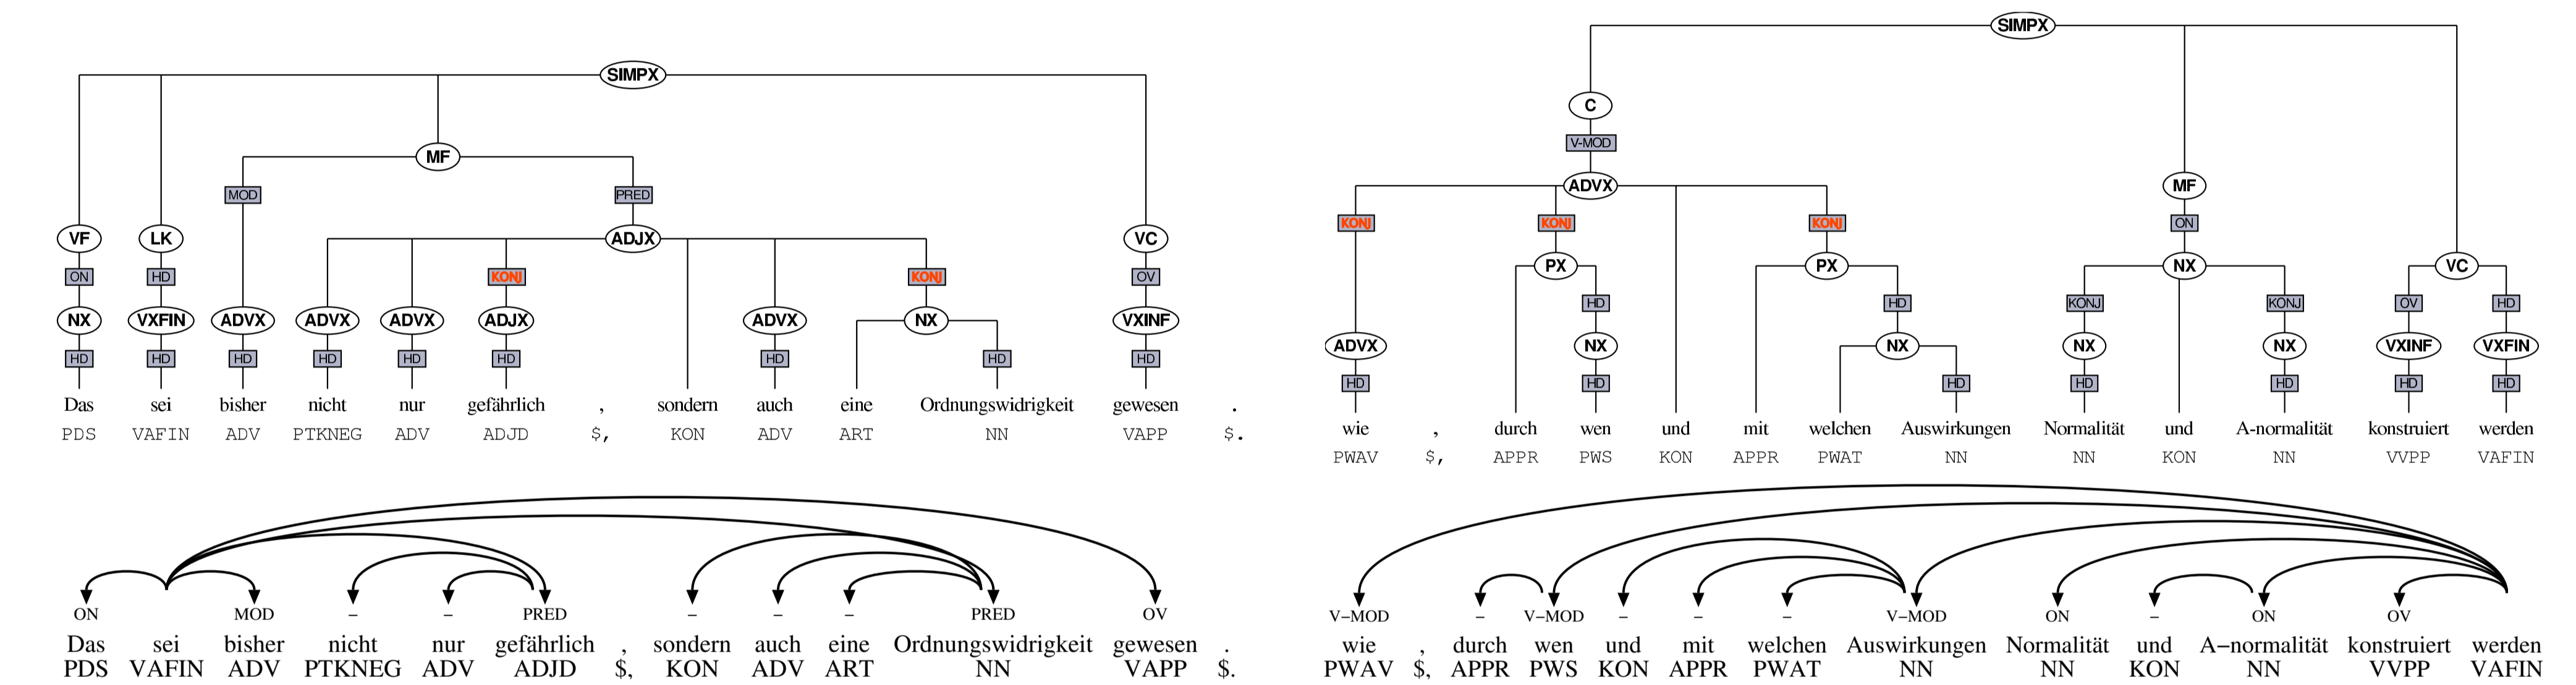 SIMPX
MF
MOD PRED
VF LK ADJX VC
ON HD KONJ KONJ OV
NX VXFIN ADVX ADVX ADVX ADJX ADVX NX VXINF
HD HD HD HD HD HD HD HD HD
Das sei bisher nicht nur gefährlich , sondern auch eine Ordnungswidrigkeit gewesen .
PDS VAFIN ADV PTKNEG ADV ADJD $, KON ADV ART NN VAPP $.
ON MOD – – PRED – – – PRED OV
Das sei bisher nicht nur gefährlich , sondern auch eine Ordnungswidrigkeit gewesen .
PDS VAFIN ADV PTKNEG ADV ADJD $, KON ADV ART NN VAPP $.
SIMPX
C
V-MOD
ADVX MF
KONJ KONJ KONJ ON
PX PX NX VC
HD HD KONJ KONJ OV HD
ADVX NX NX NX NX VXINF VXFIN
HD HD HD HD HD HD HD
wie , durch wen und mit welchen Auswirkungen Normalität und A-normalität konstruiert werden
PWAV $, APPR PWS KON APPR PWAT NN NN KON NN VVPP VAFIN
V–MOD – V–MOD – – – V–MOD ON – ON OV
wie , durch wen und mit welchen Auswirkungen Normalität und A–normalität konstruiert werden
PWAV $, APPR PWS KON APPR PWAT NN NN KON NN VVPP VAFIN